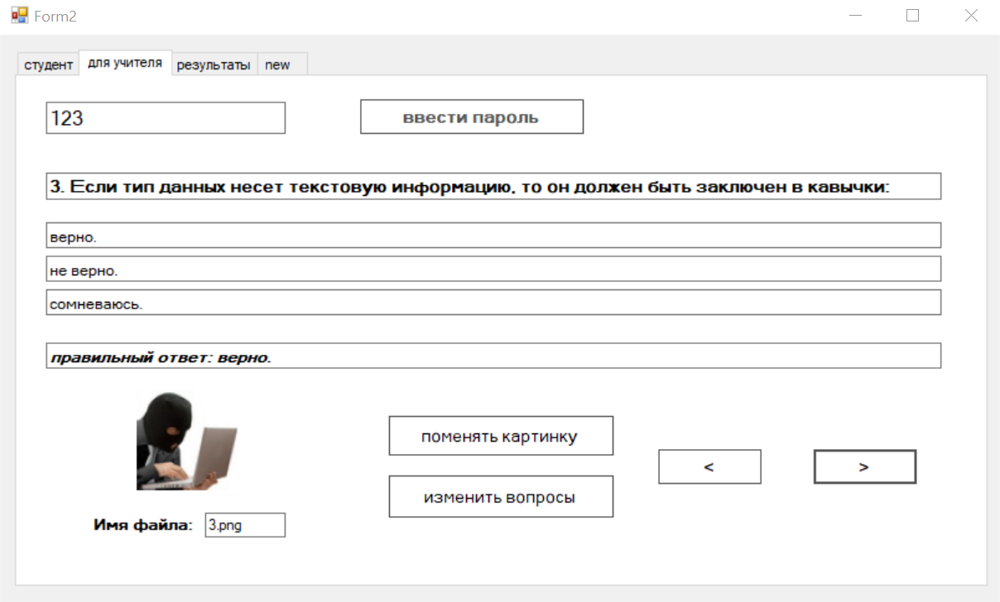 Form2
студент для учителя результаты new
123 ввести пароль
3. Если тип данных несет текстовую информацию, то он должен быть заключен в кавычки:
верно.
не верно.
сомневаюсь.
правильный ответ: верно.
поменять картинку
< >
изменить вопросы
Имя файла: 3.png